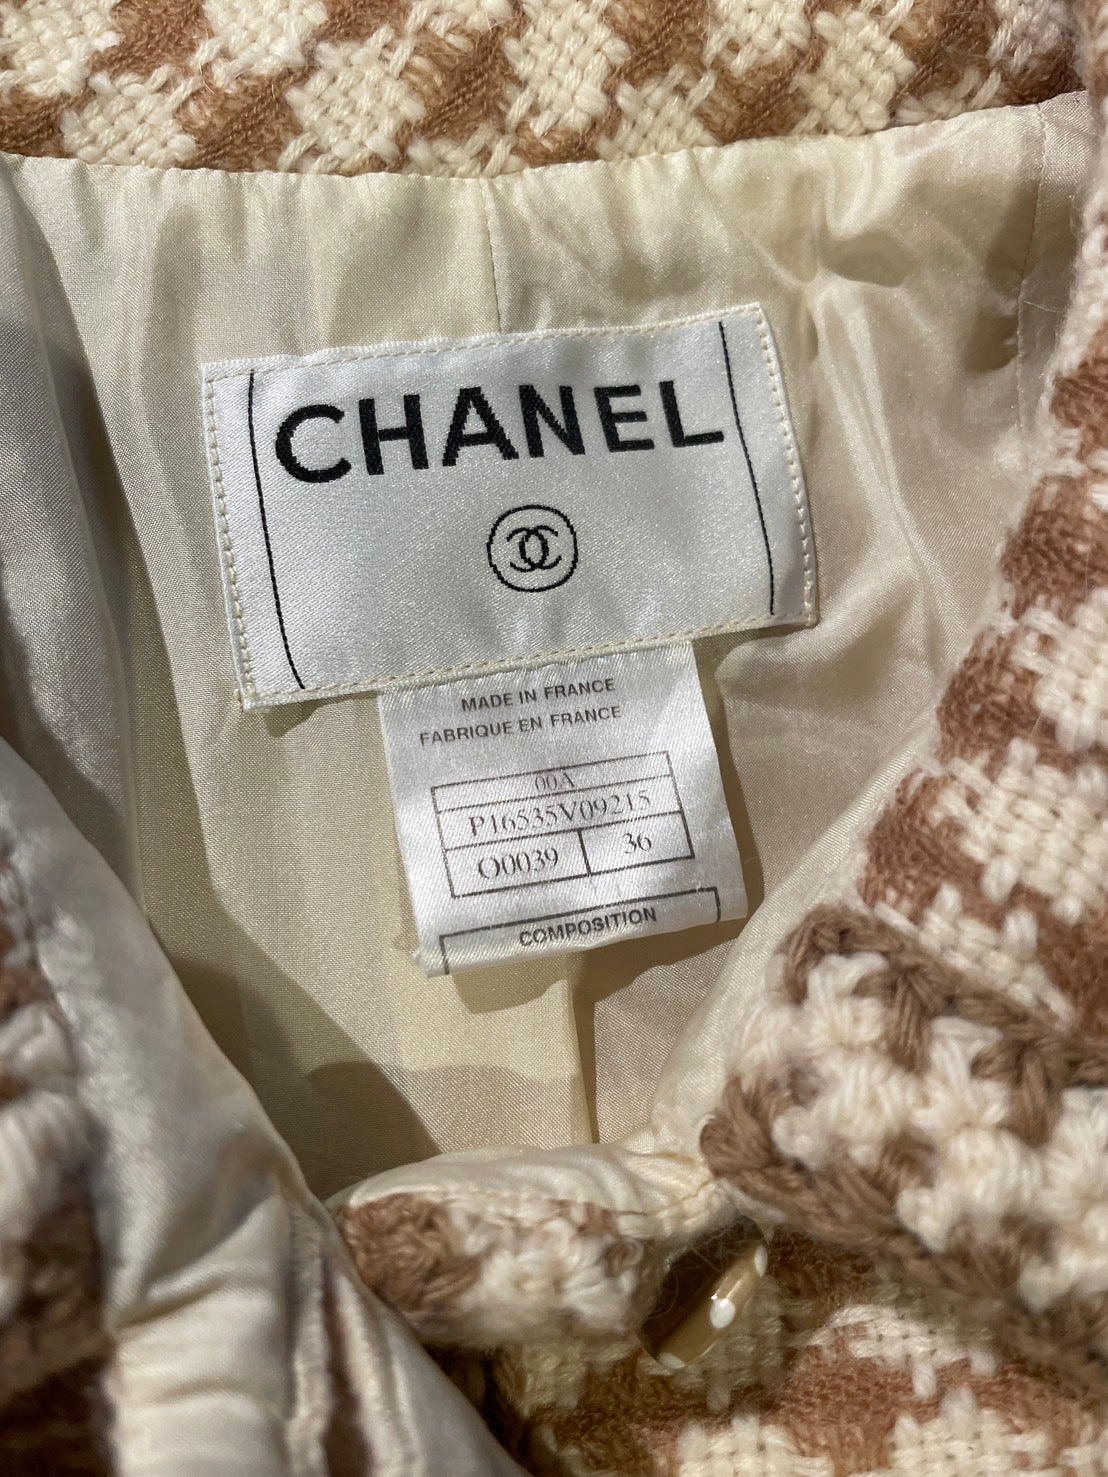 CHANEL
MADE IN FRANCE
FABRIQUE EN FRANCE
00A
P16535V09215
O0039 36
COMPOSITION